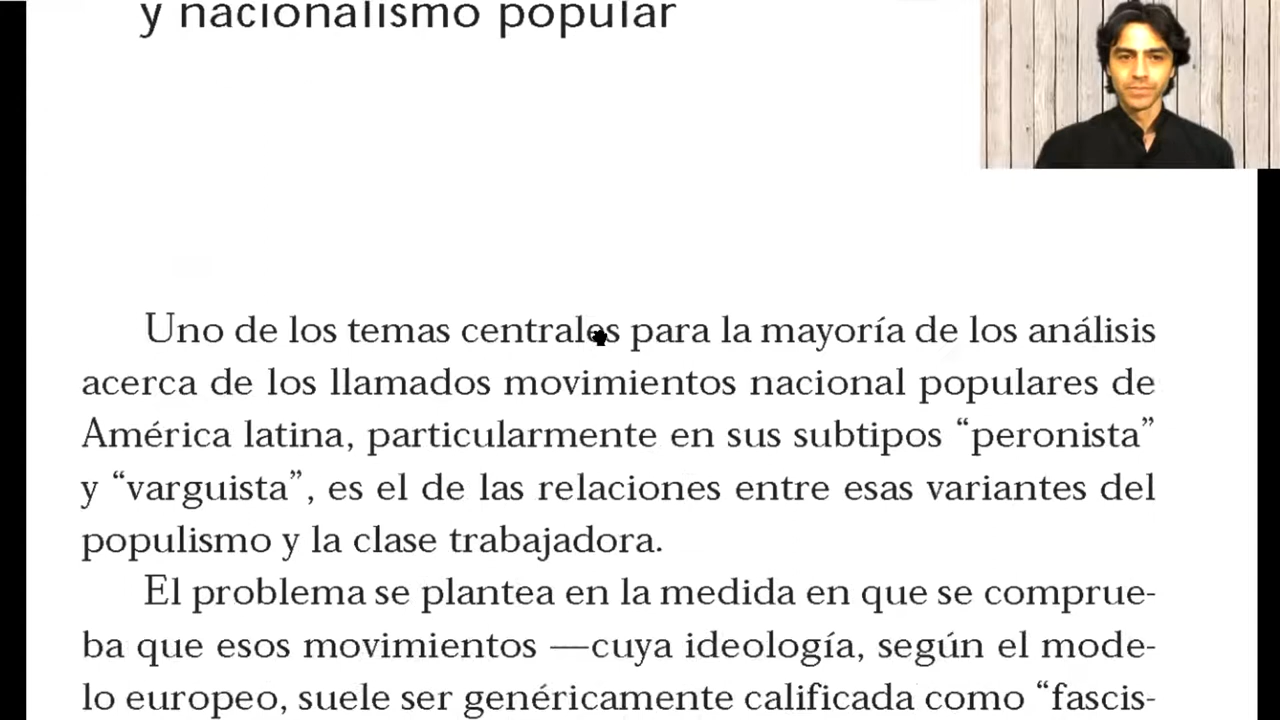 y nacionalismo popular
Uno de los temas centrales para la mayoría de los análisis
acerca de los llamados movimientos nacional populares de
América latina, particularmente en sus subtipos “peronista”
y “varguista”, es el de las relaciones entre esas variantes del
populismo y la clase trabajadora.
El problema se plantea en la medida en que se comprue-
ba que esos movimientos —cuya ideología, según el mode-
lo europeo, suele ser genéricamente calificada como “fascis-